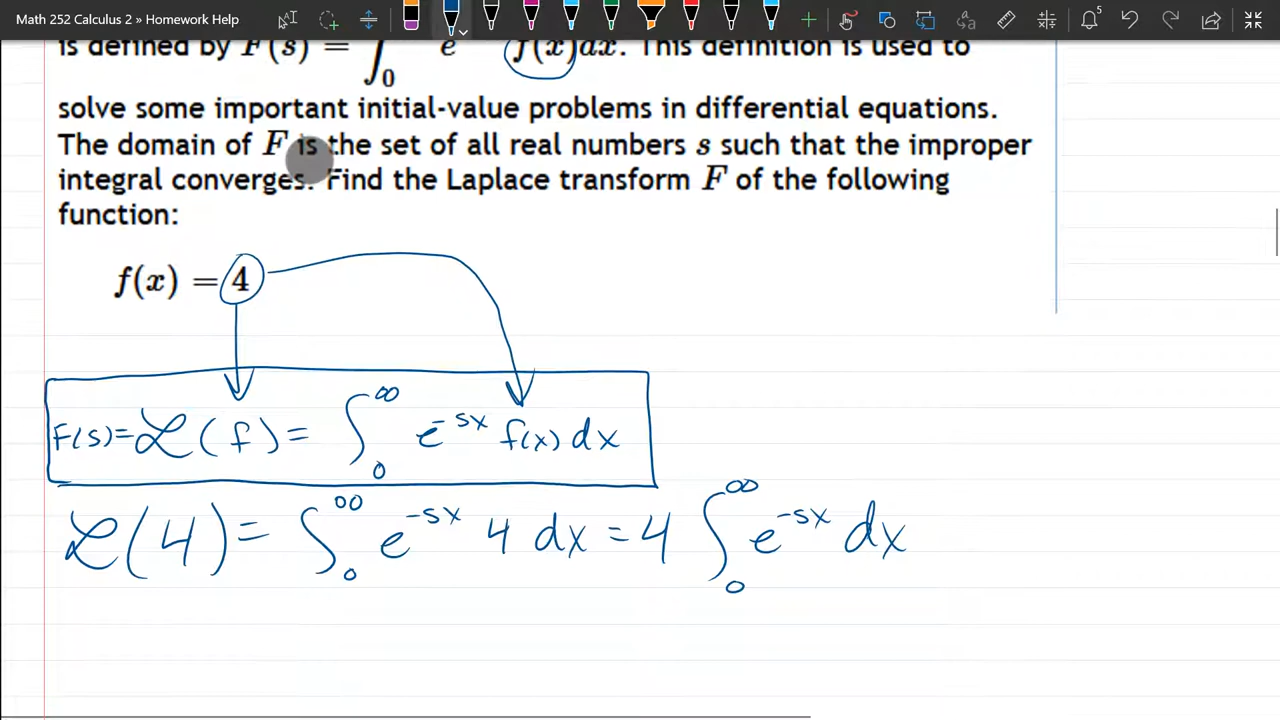 Math 252 Calculus 2 » Homework Help
5
is defined by F(s) = ∫₀ e f(x)dx. This definition is used to
solve some important initial-value problems in differential equations.
The domain of F is the set of all real numbers s such that the improper
integral converges. Find the Laplace transform F of the following
function:
f(x) = 4
F(s) = ℒ(f) = ∫₀^∞ e^(-sx) f(x) dx
ℒ(4) = ∫₀^∞ e^(-sx) 4 dx = 4 ∫₀^∞ e^(-sx) dx